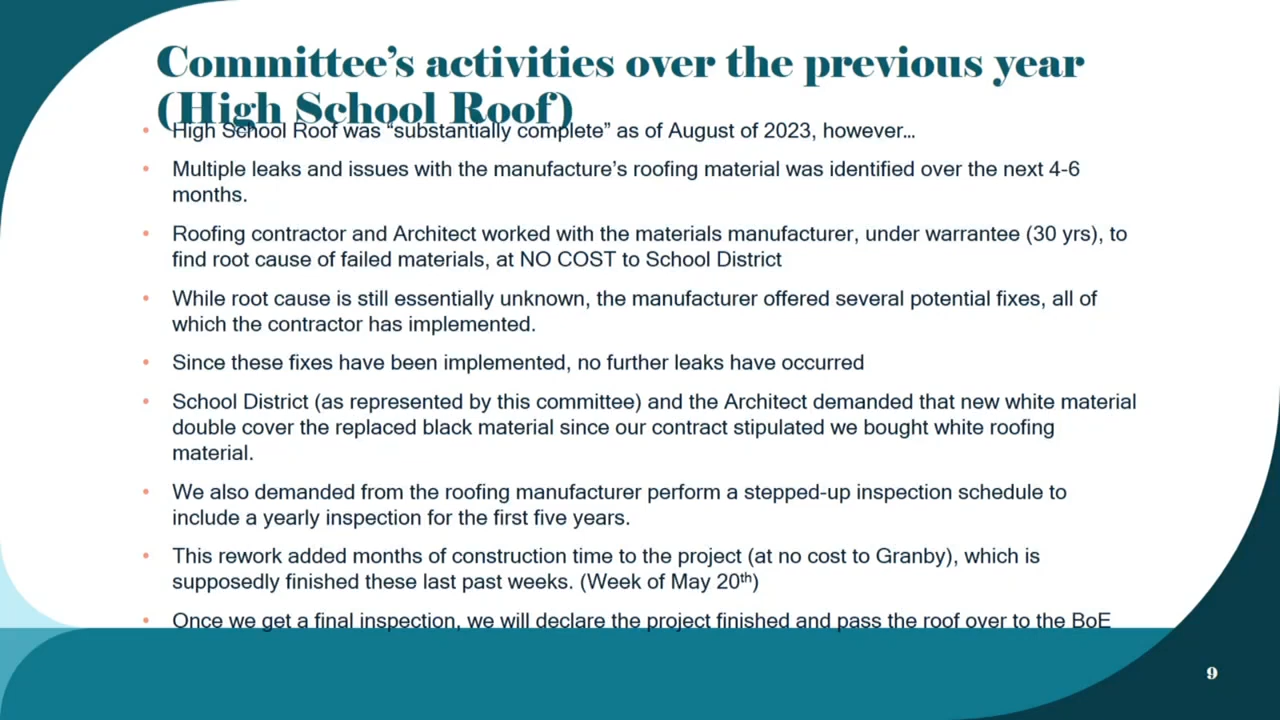 Committee’s activities over the previous year
(High School Roof)
• High School Roof was “substantially complete” as of August of 2023, however…
• Multiple leaks and issues with the manufacture’s roofing material was identified over the next 4-6
months.
• Roofing contractor and Architect worked with the materials manufacturer, under warrantee (30 yrs), to
find root cause of failed materials, at NO COST to School District
• While root cause is still essentially unknown, the manufacturer offered several potential fixes, all of
which the contractor has implemented.
• Since these fixes have been implemented, no further leaks have occurred
• School District (as represented by this committee) and the Architect demanded that new white material
double cover the replaced black material since our contract stipulated we bought white roofing
material.
• We also demanded from the roofing manufacturer perform a stepped-up inspection schedule to
include a yearly inspection for the first five years.
• This rework added months of construction time to the project (at no cost to Granby), which is
supposedly finished these last past weeks. (Week of May 20th)
• Once we get a final inspection, we will declare the project finished and pass the roof over to the BoE
9